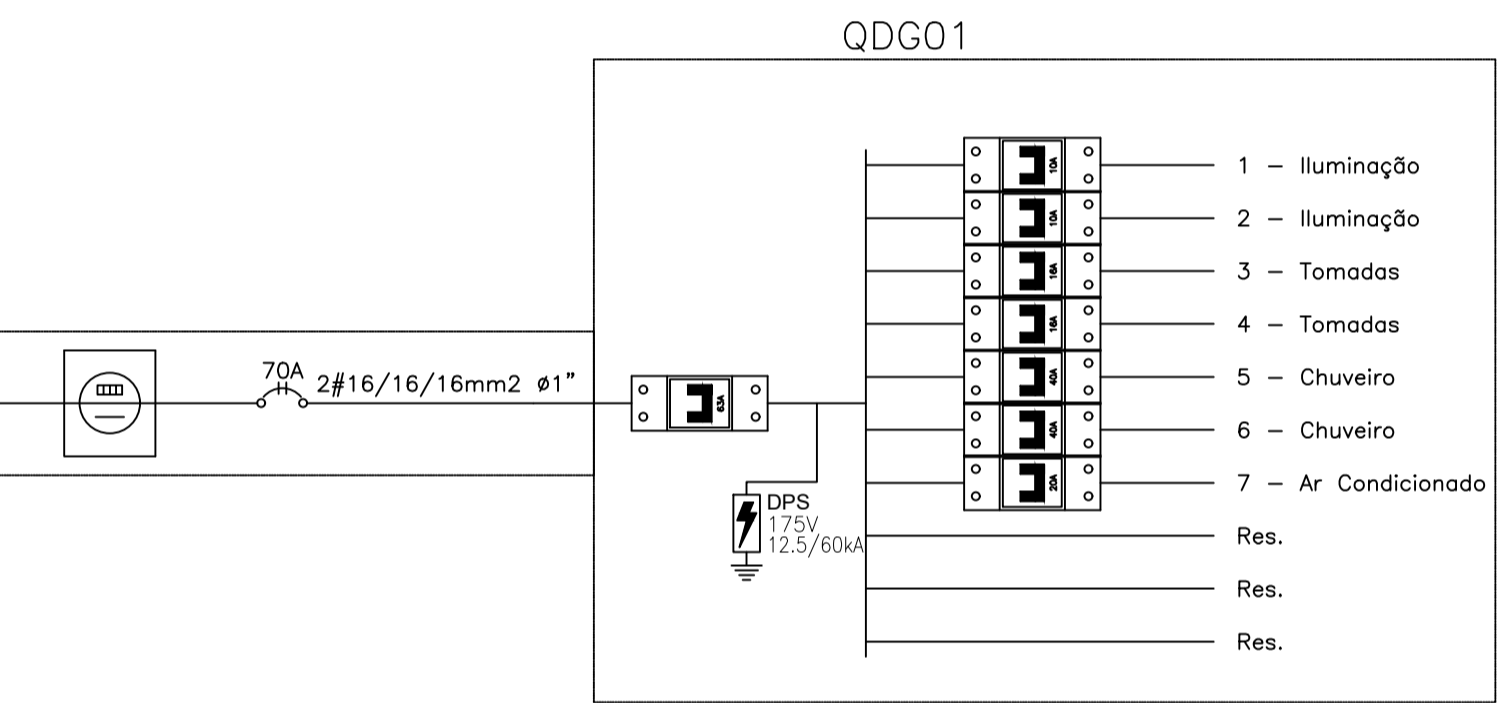 QDG01
10A
1 – Iluminação
10A
2 – Iluminação
16A
3 – Tomadas
16A
4 – Tomadas
70A
2#16/16/16mm2 ø1"
63A
40A
5 – Chuveiro
40A
6 – Chuveiro
20A
7 – Ar Condicionado
DPS
175V
12.5/60kA
Res.
Res.
Res.